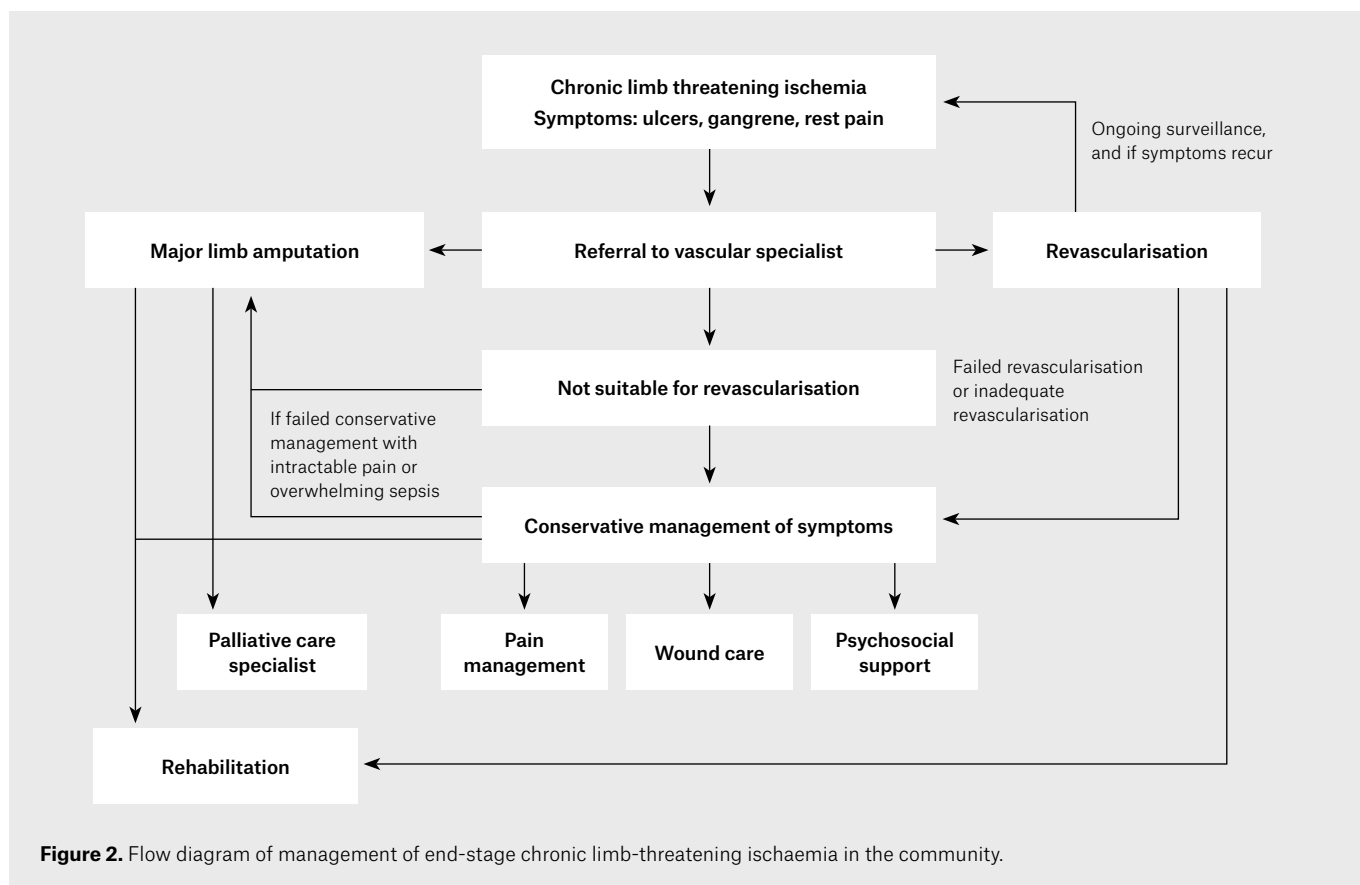 Chronic limb threatening ischemia
Symptoms: ulcers, gangrene, rest pain
Ongoing surveillance,
and if symptoms recur
Major limb amputation
Referral to vascular specialist
Revascularisation
Not suitable for revascularisation
Failed revascularisation
or inadequate
revascularisation
If failed conservative
management with
intractable pain or
overwhelming sepsis
Conservative management of symptoms
Palliative care
specialist
Pain
management
Wound care
Psychosocial
support
Rehabilitation
Figure 2. Flow diagram of management of end-stage chronic limb-threatening ischaemia in the community.